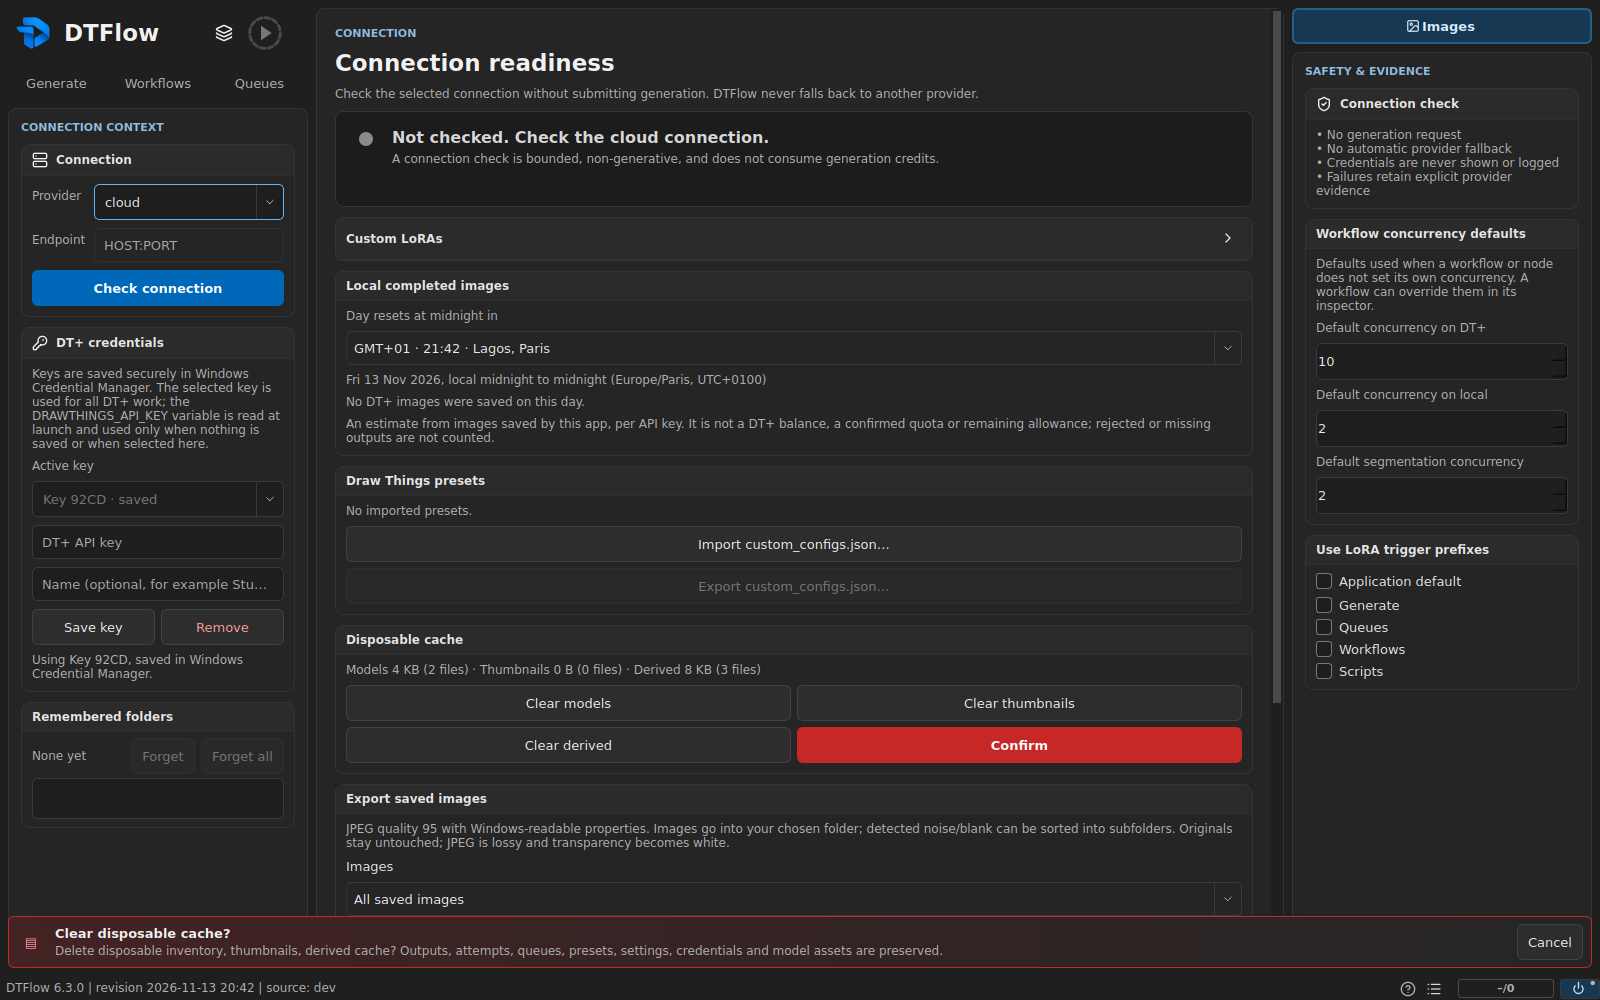 DTFlow
Generate
Workflows
Queues
CONNECTION CONTEXT
Connection
Provider
cloud
Endpoint
HOST:PORT
Check connection
DT+ credentials
Keys are saved securely in Windows
Credential Manager. The selected key is
used for all DT+ work; the
DRAWTHINGS_API_KEY variable is read at
launch and used only when nothing is
saved or when selected here.
Active key
Key 92CD · saved
DT+ API key
Name (optional, for example Stu...
Save key
Remove
Using Key 92CD, saved in Windows
Credential Manager.
Remembered folders
None yet
Forget
Forget all
CONNECTION
Connection readiness
Check the selected connection without submitting generation. DTFlow never falls back to another provider.
Not checked. Check the cloud connection.
A connection check is bounded, non-generative, and does not consume generation credits.
Custom LoRAs
Local completed images
Day resets at midnight in
GMT+01 · 21:42 · Lagos, Paris
Fri 13 Nov 2026, local midnight to midnight (Europe/Paris, UTC+0100)
No DT+ images were saved on this day.
An estimate from images saved by this app, per API key. It is not a DT+ balance, a confirmed quota or remaining allowance; rejected or missing
outputs are not counted.
Draw Things presets
No imported presets.
Import custom_configs.json...
Export custom_configs.json...
Disposable cache
Models 4 KB (2 files) · Thumbnails 0 B (0 files) · Derived 8 KB (3 files)
Clear models
Clear thumbnails
Clear derived
Confirm
Export saved images
JPEG quality 95 with Windows-readable properties. Images go into your chosen folder; detected noise/blank can be sorted into subfolders. Originals
stay untouched; JPEG is lossy and transparency becomes white.
Images
All saved images
Images
SAFETY & EVIDENCE
Connection check
• No generation request
• No automatic provider fallback
• Credentials are never shown or logged
• Failures retain explicit provider
evidence
Workflow concurrency defaults
Defaults used when a workflow or node
does not set its own concurrency. A
workflow can override them in its
inspector.
Default concurrency on DT+
10
Default concurrency on local
2
Default segmentation concurrency
2
Use LoRA trigger prefixes
Application default
Generate
Queues
Workflows
Scripts
Clear disposable cache?
Delete disposable inventory, thumbnails, derived cache? Outputs, attempts, queues, presets, settings, credentials and model assets are preserved.
Cancel
DTFlow 6.3.0 | revision 2026-11-13 20:42 | source: dev
–/0